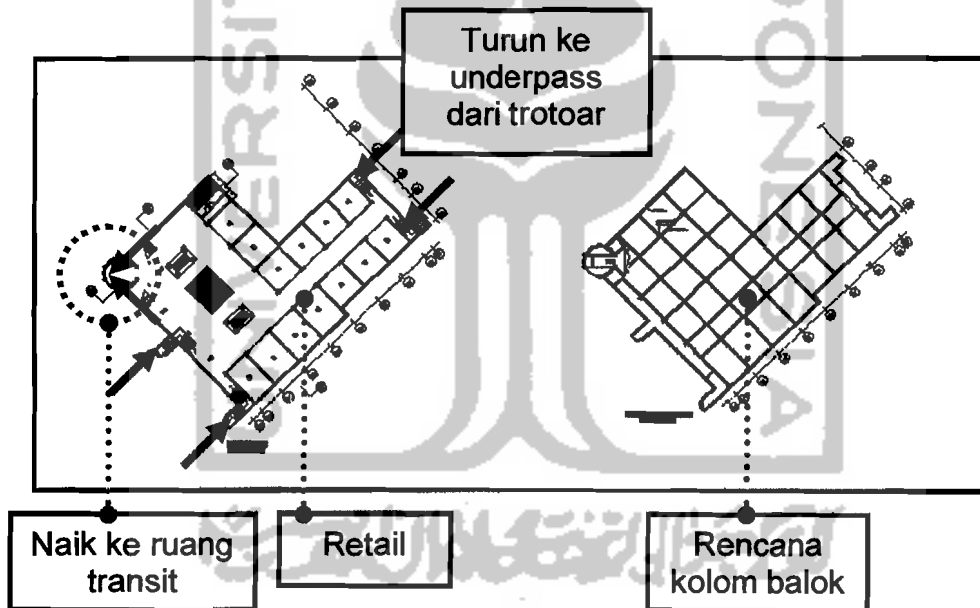 Turun ke
underpass
dari trotoar
Naik ke ruang
transit
Retail
Rencana
kolom balok